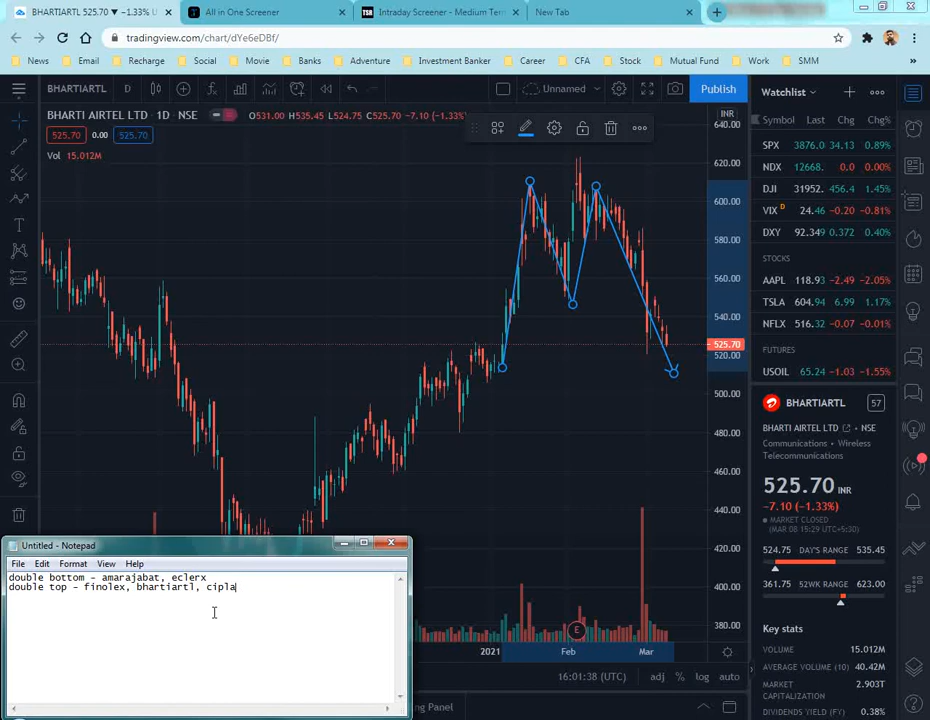 BHARTIARTL 525.70 ▼ −1.33% U
All in One Screener
Intraday Screener - Medium Term
New Tab
tradingview.com/chart/dYe6eDBf/
News Email Recharge Social Movie Banks Adventure Investment Banker Career CFA Stock Mutual Fund Work SMM »
BHARTIARTL D Unnamed Publish
BHARTI AIRTEL LTD 1D NSE O531.00 H535.45 L524.75 C525.70 −7.10 (−1.33%)
525.70 0.00 525.70
Vol 15.012M
INR
640.00
620.00
600.00
580.00
560.00
540.00
525.70
520.00
500.00
480.00
460.00
440.00
420.00
400.00
380.00
E
2021 Feb Mar
16:01:38 (UTC) adj % log auto
Watchlist
Symbol Last Chg Chg%
SPX 3876.0 34.13 0.89%
NDX 12668. 0.0 0.00%
DJI 31952. 456.4 1.45%
VIX D 24.46 −0.20 −0.81%
DXY 92.349 0.372 0.40%
STOCKS
AAPL 118.93 −2.49 −2.05%
TSLA 604.94 6.99 1.17%
NFLX 516.32 −0.07 −0.01%
FUTURES
USOIL 65.24 −1.03 −1.55%
BHARTIARTL 57
BHARTI AIRTEL LTD • NSE
Communications • Wireless
Telecommunications
525.70 INR
−7.10 (−1.33%)
MARKET CLOSED
(MAR 08 15:29 UTC+5:30)
524.75 DAY'S RANGE 535.45
361.75 52WK RANGE 623.00
Key stats
VOLUME 15.012M
AVERAGE VOLUME (10) 40.42M
MARKET
CAPITALIZATION 2.903T
DIVIDENDS YIELD (FY) 0.38%
Untitled - Notepad
File Edit Format View Help
double bottom - amarajabat, eclerx
double top - finolex, bhartiartl, cipla
ing Panel